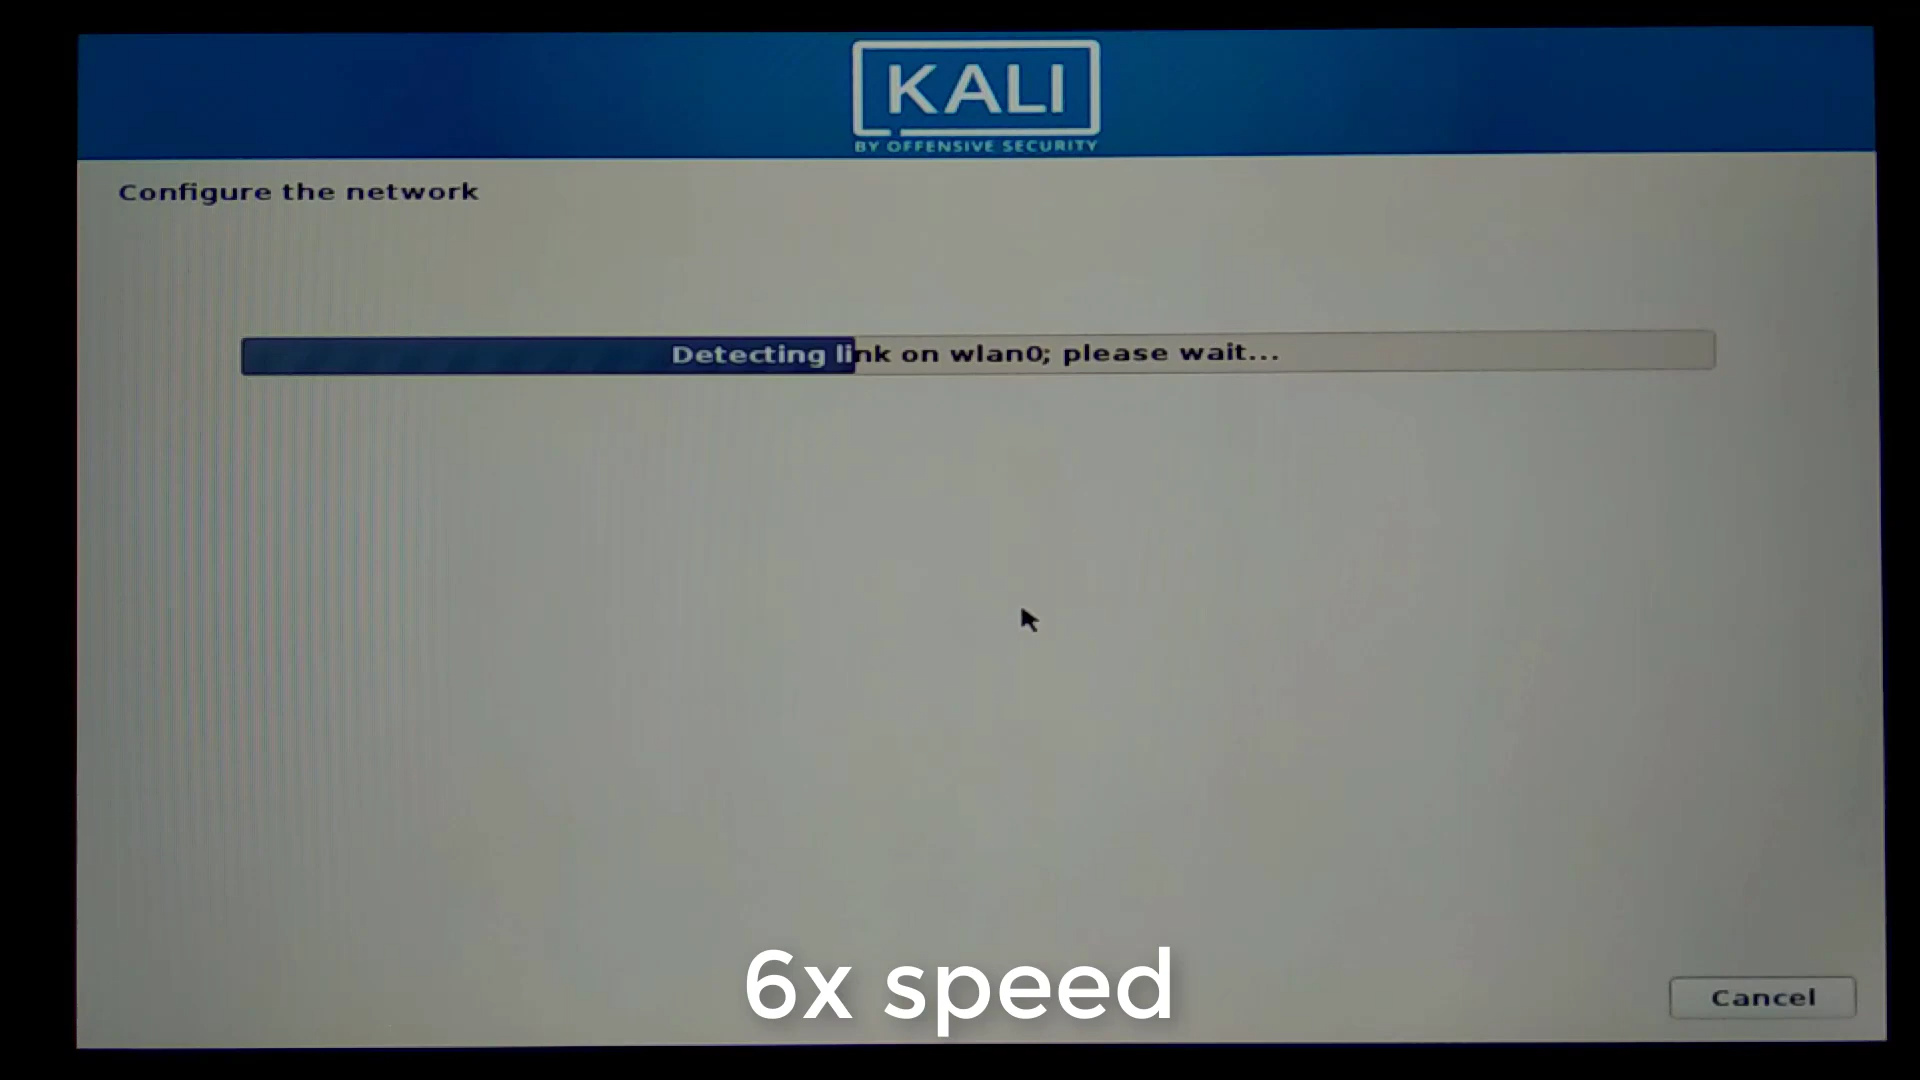 KALI
BY OFFENSIVE SECURITY
Configure the network
Detecting link on wlan0; please wait...
6x speed
Cancel